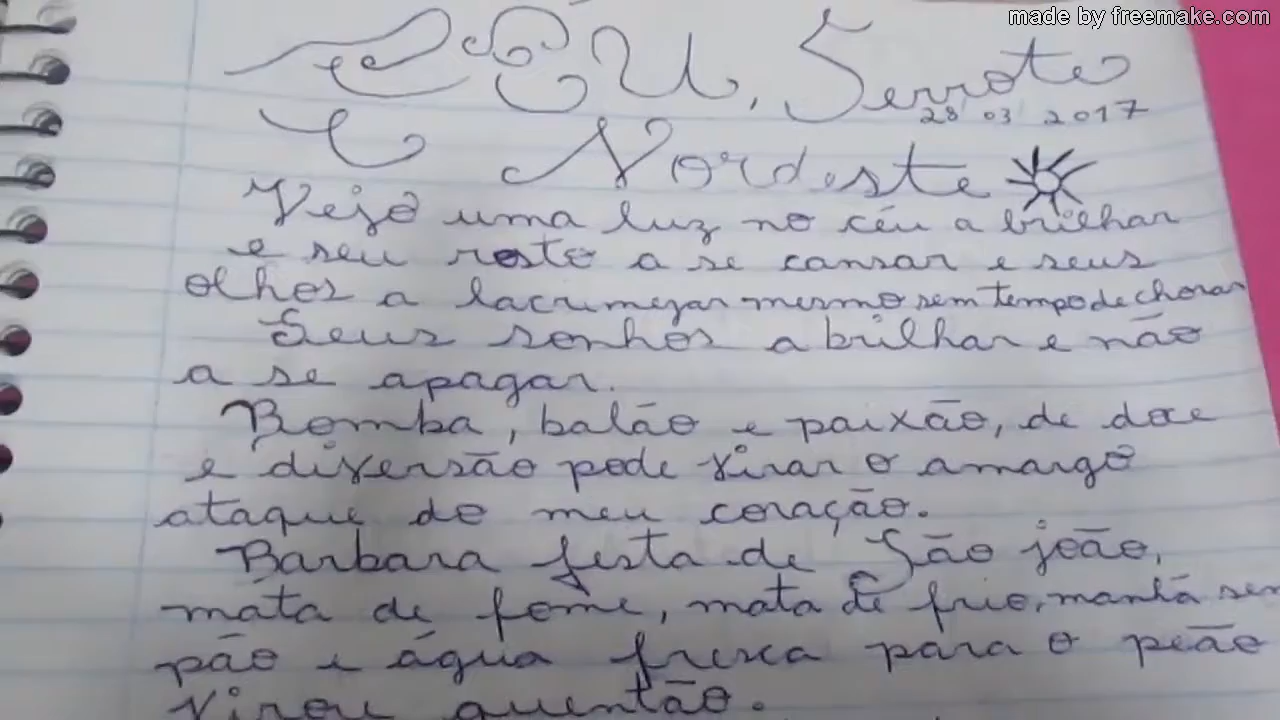 made by freemake.com
CÉU, Serrote
28 03 2017
Nordeste
Vejo uma luz no céu a brilhar
e seu rosto a se cansar e seus
olhos a lacrimejar mesmo sem tempo de chorar
Seus sonhos a brilhar e não
a se apagar.
Bomba, balão e paixão, de doce
e diversão pode virar o amargo
ataque do meu coração.
Barbara festa de São joão,
mata de fome, mata de frio, manhã sem
pão e água fresca para o peão
virou quentão.